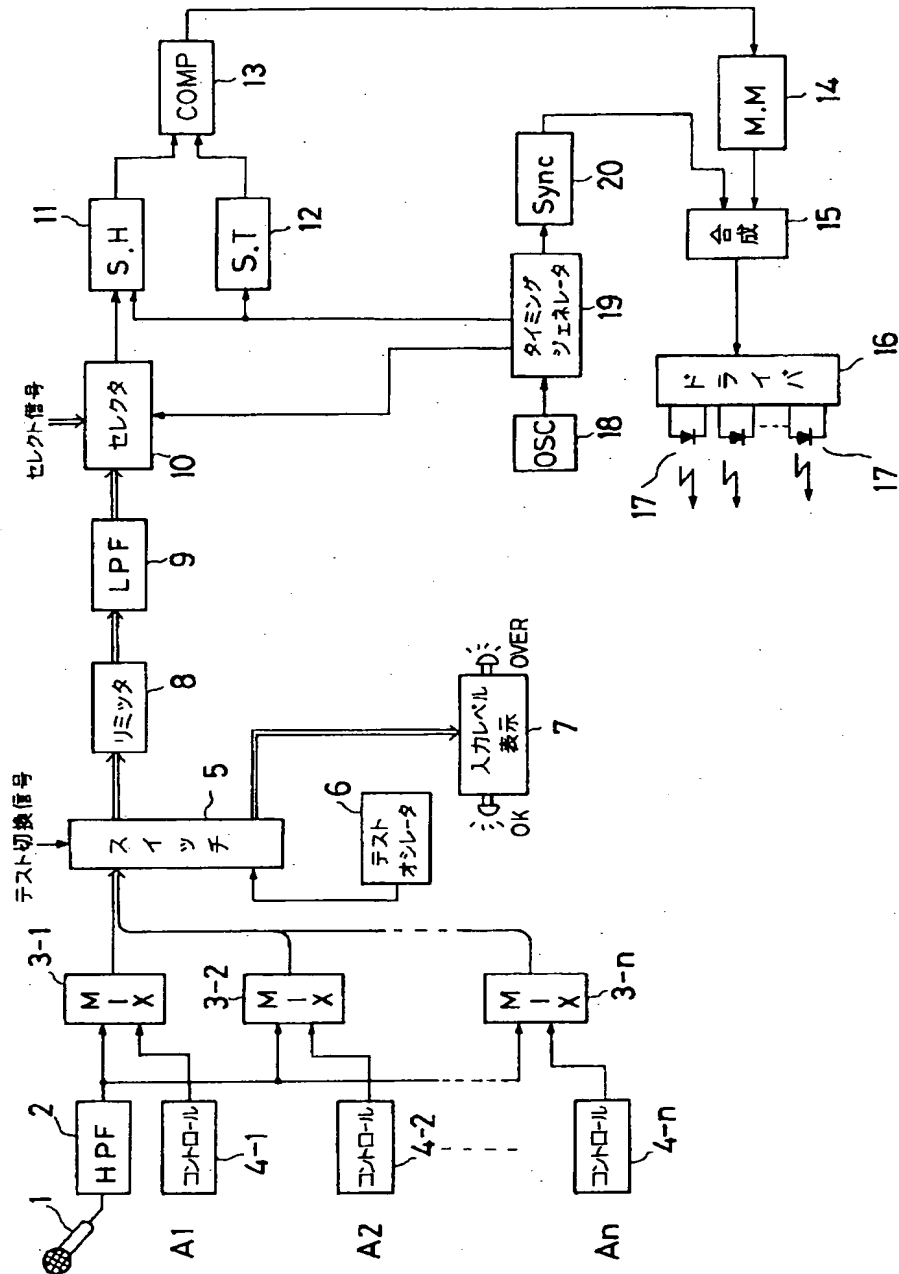 1
2
HPF
A1
コントロール
4-1
3-1
MIX
A2
コントロール
4-2
3-2
MIX
An
コントロール
4-n
3-n
MIX
テスト切換信号
スイッチ
5
テスト
オシレータ
6
入力レベル
表示
7
OK
OVER
リミッタ
8
LPF
9
セレクト信号
セレクタ
10
S.H
11
S.T
12
COMP
13
M.M
14
合成
15
ドライバ
16
17
17
OSC
18
タイミング
ジェネレータ
19
Sync
20